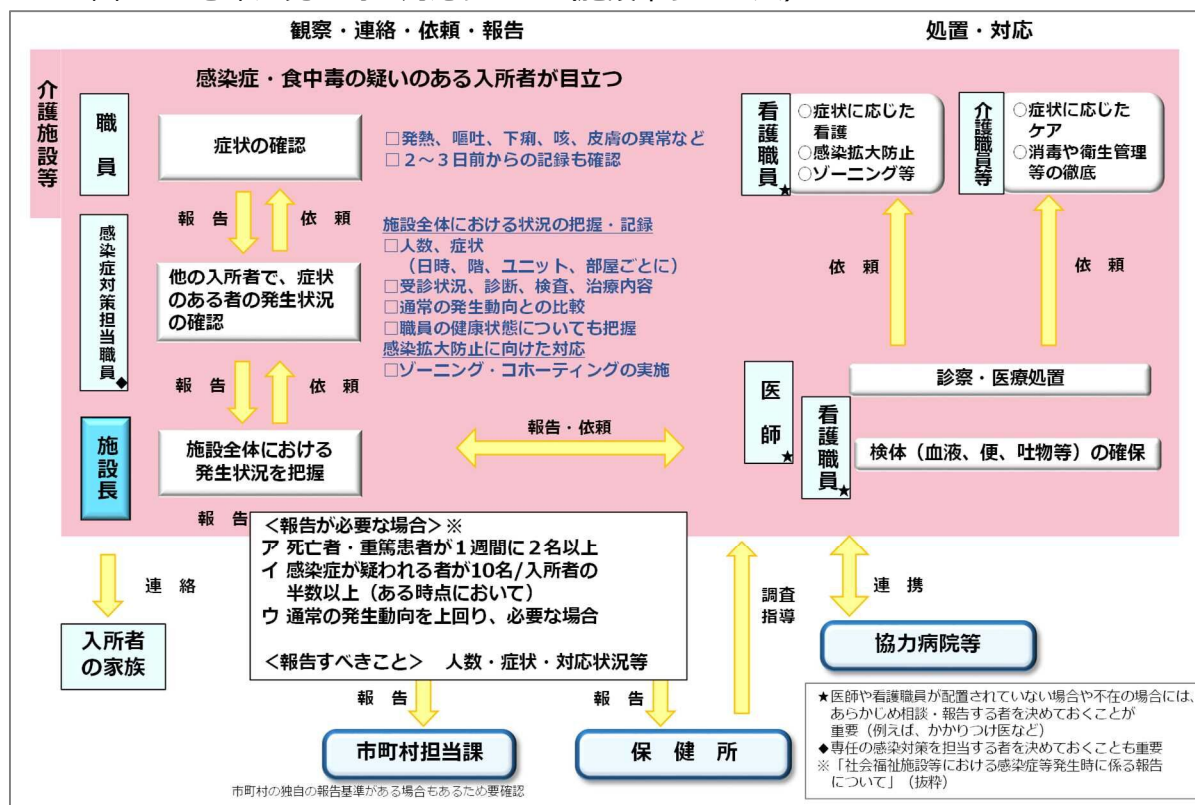 観察・連絡・依頼・報告
処置・対応
介護施設等
感染症・食中毒の疑いのある入所者が目立つ
職員
症状の確認
□発熱、嘔吐、下痢、咳、皮膚の異常など
□２～３日前からの記録も確認
報告
依頼
感染症対策担当職員◆
他の入所者で、症状
のある者の発生状況
の確認
施設全体における状況の把握・記録
□人数、症状
（日時、階、ユニット、部屋ごとに）
□受診状況、診断、検査、治療内容
□通常の発生動向との比較
□職員の健康状態についても把握
感染拡大防止に向けた対応
□ゾーニング・コホーティングの実施
報告
依頼
施設長
施設全体における
発生状況を把握
報告・依頼
看護職員★
○症状に応じた
看護
○感染拡大防止
○ゾーニング等
介護職員等
○症状に応じた
ケア
○消毒や衛生管理
等の徹底
依頼
依頼
医師★
看護職員★
診察・医療処置
検体（血液、便、吐物等）の確保
報告
＜報告が必要な場合＞※
ア 死亡者・重篤患者が１週間に２名以上
イ 感染症が疑われる者が10名/入所者の
半数以上（ある時点において）
ウ 通常の発生動向を上回り、必要な場合
＜報告すべきこと＞ 人数・症状・対応状況等
連絡
入所者
の家族
報告
報告
調査
指導
連携
市町村担当課
保健所
協力病院等
市町村の独自の報告基準がある場合もあるため要確認
★医師や看護職員が配置されていない場合や不在の場合には、
あらかじめ相談・報告する者を決めておくことが
重要（例えば、かかりつけ医など）
◆専任の感染対策を担当する者を決めておくことも重要
※「社会福祉施設等における感染症等発生時に係る報告
について」（抜粋）